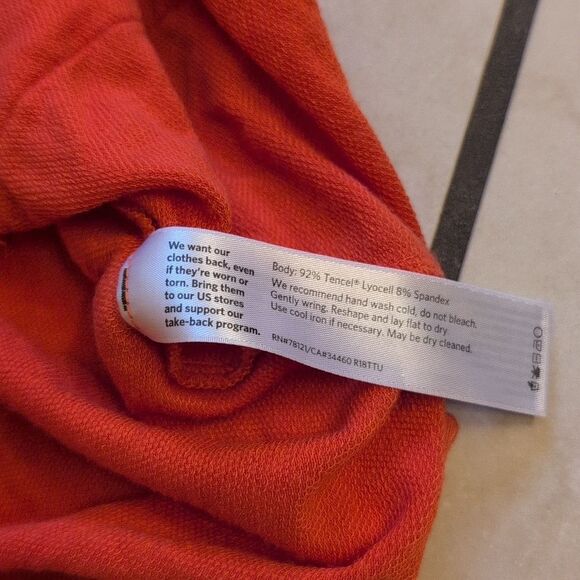 We want our
clothes back, even
if they're worn or
torn. Bring them
to our US stores
and support our
take-back program.
Body: 92% Tencel® Lyocell 8% Spandex
We recommend hand wash cold, do not bleach.
Gently wring. Reshape and lay flat to dry.
Use cool iron if necessary. May be dry cleaned.
RN#78121/CA#34460 R18TTU